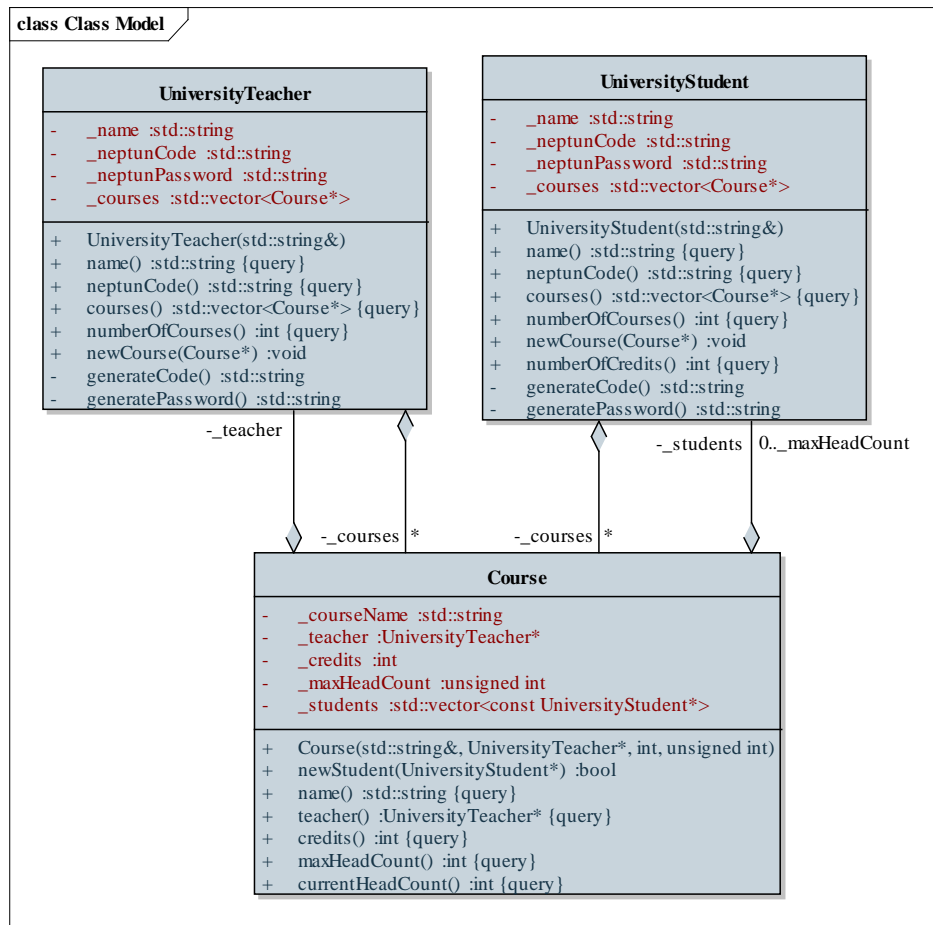 class Class Model
UniversityTeacher
- _name :std::string
- _neptunCode :std::string
- _neptunPassword :std::string
- _courses :std::vector<Course*>
+ UniversityTeacher(std::string&)
+ name() :std::string {query}
+ neptunCode() :std::string {query}
+ courses() :std::vector<Course*> {query}
+ numberOfCourses() :int {query}
+ newCourse(Course*) :void
- generateCode() :std::string
- generatePassword() :std::string
UniversityStudent
- _name :std::string
- _neptunCode :std::string
- _neptunPassword :std::string
- _courses :std::vector<Course*>
+ UniversityStudent(std::string&)
+ name() :std::string {query}
+ neptunCode() :std::string {query}
+ courses() :std::vector<Course*> {query}
+ numberOfCourses() :int {query}
+ newCourse(Course*) :void
+ numberOfCredits() :int {query}
- generateCode() :std::string
- generatePassword() :std::string
-_teacher
-_students 0.._maxHeadCount
-_courses *
-_courses *
Course
- _courseName :std::string
- _teacher :UniversityTeacher*
- _credits :int
- _maxHeadCount :unsigned int
- _students :std::vector<const UniversityStudent*>
+ Course(std::string&, UniversityTeacher*, int, unsigned int)
+ newStudent(UniversityStudent*) :bool
+ name() :std::string {query}
+ teacher() :UniversityTeacher* {query}
+ credits() :int {query}
+ maxHeadCount() :int {query}
+ currentHeadCount() :int {query}